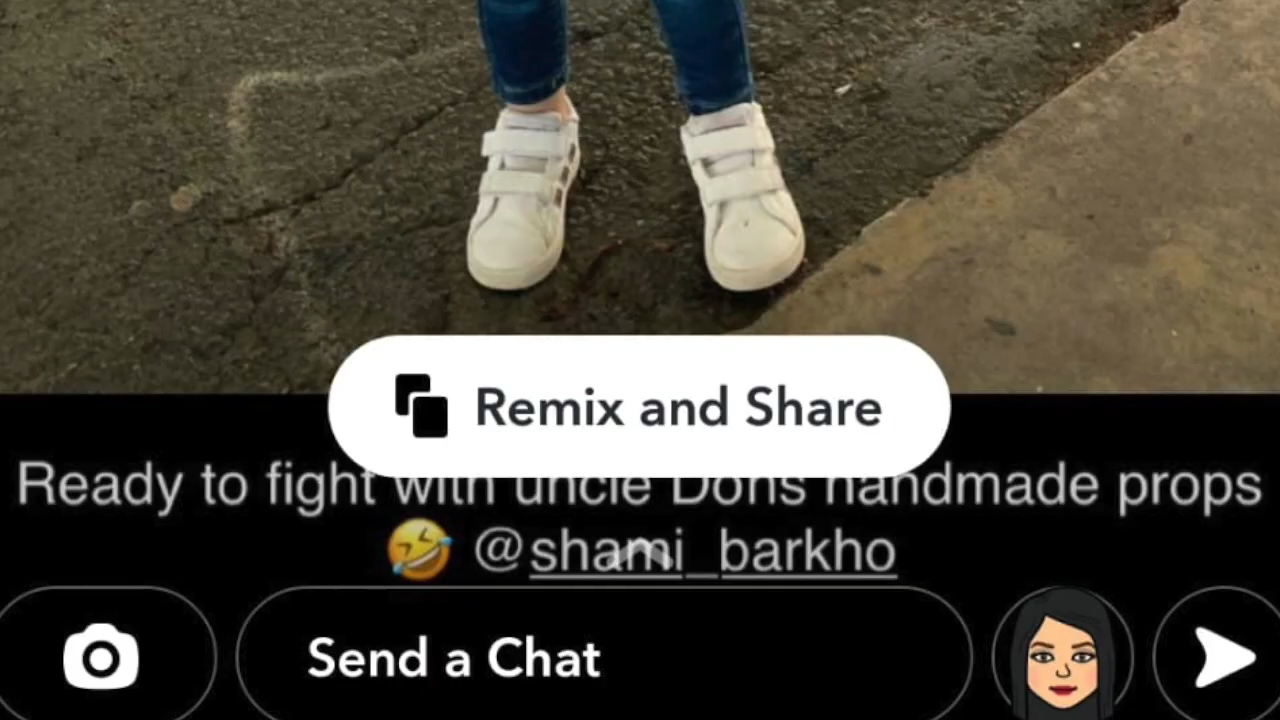 Remix and Share
Ready to fight with uncle Dons handmade props
🤣 @shami_barkho
Send a Chat